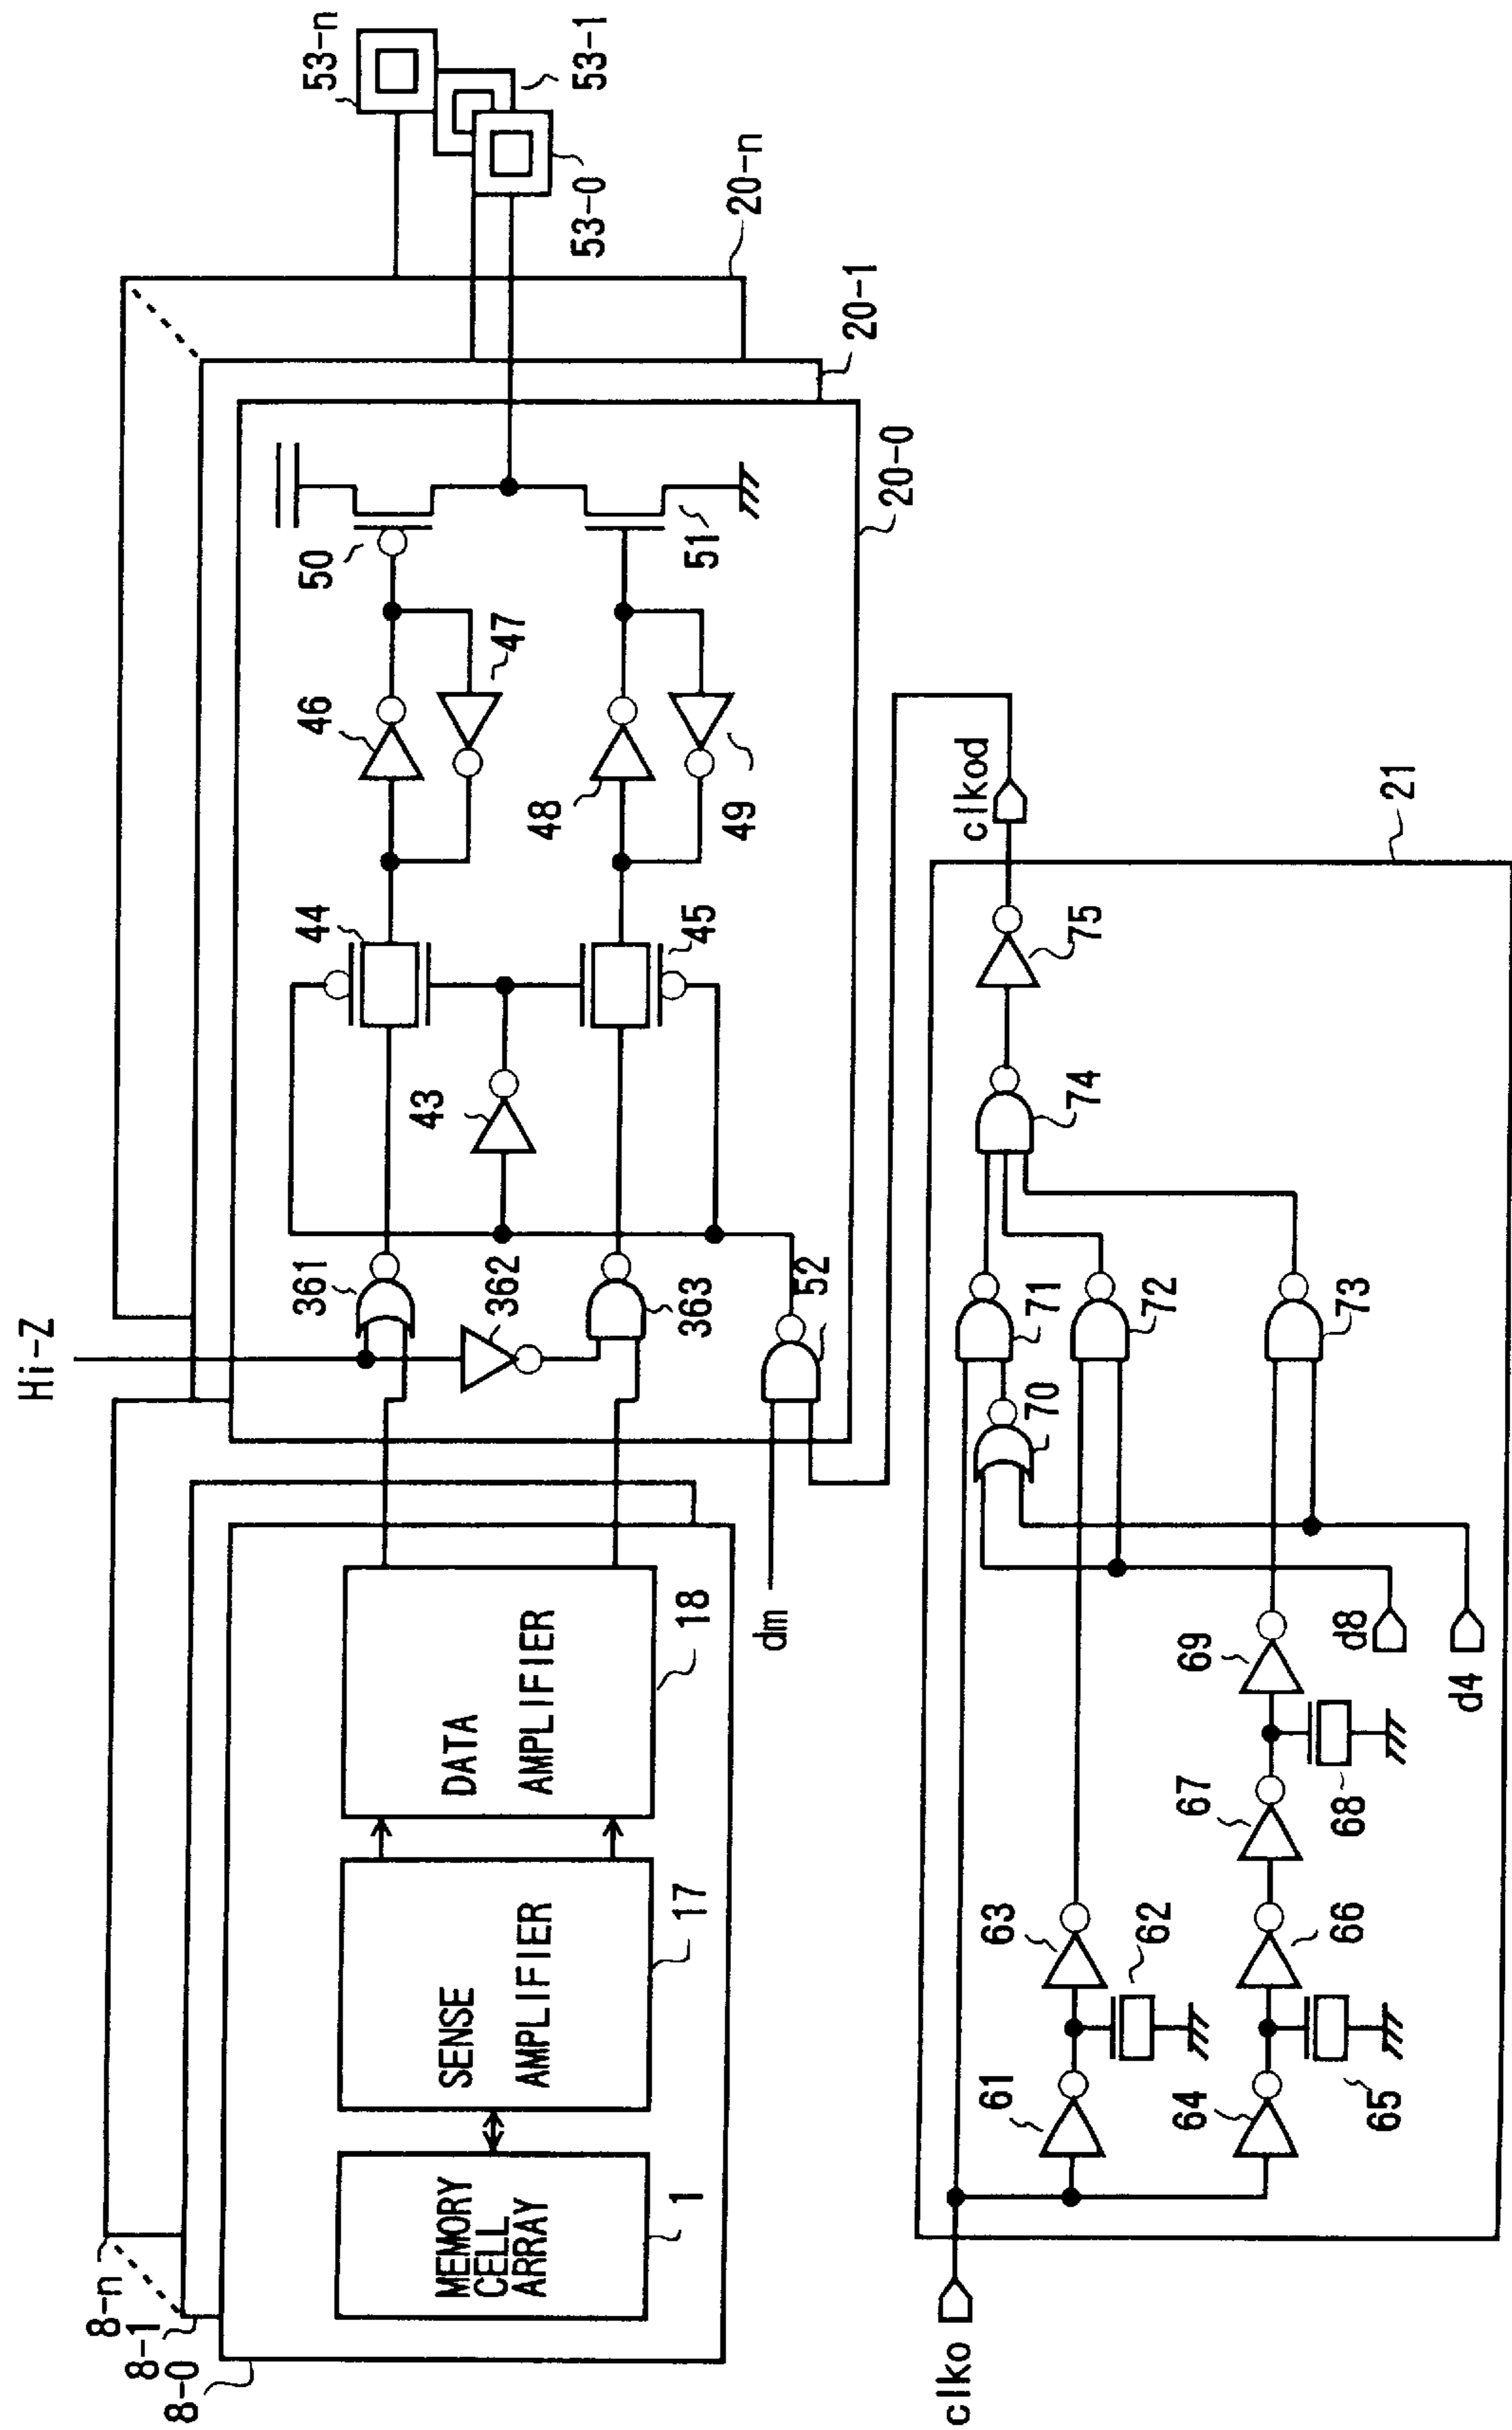 Hi-Z
8-n
8-1
8-0
MEMORY
CELL
ARRAY
1
SENSE
AMPLIFIER
17
DATA
AMPLIFIER
18
dm
361
362
363
52
43
44
45
46
47
48
49
50
51
20-0
20-1
20-n
53-n
53-1
53-0
clko
61
62
63
64
65
66
67
68
69
d8
d4
70
71
72
73
74
75
clkod
21